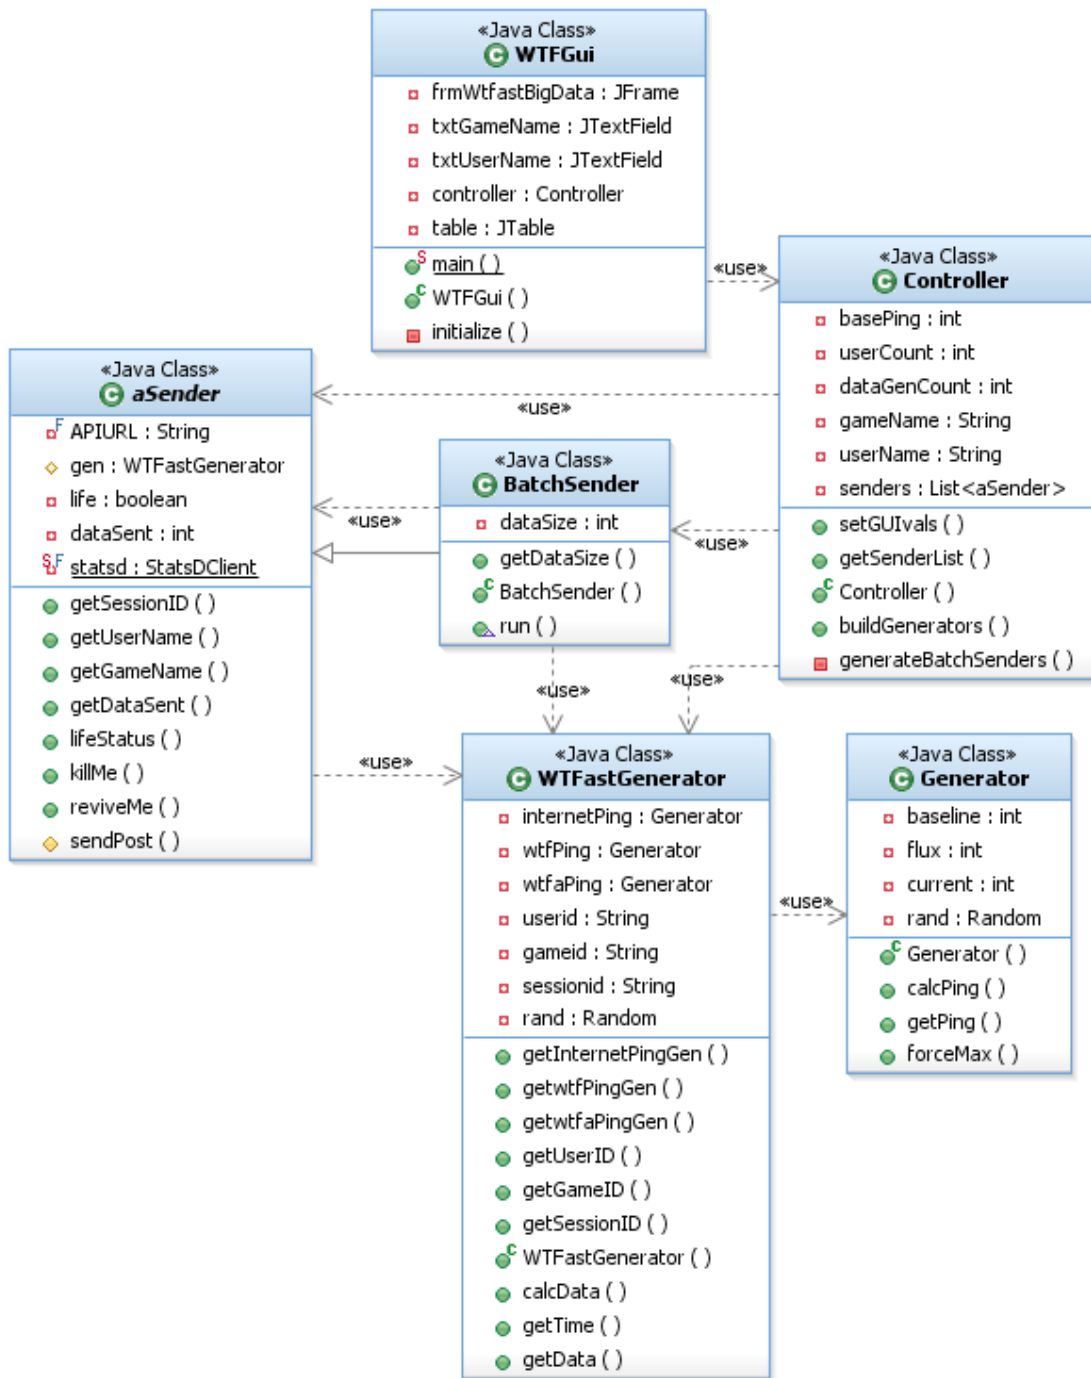 «Java Class»
C WTFGui
frmWtfastBigData : JFrame
txtGameName : JTextField
txtUserName : JTextField
controller : Controller
table : JTable
S main ( )
C WTFGui ( )
initialize ( )
«use»
«Java Class»
C Controller
basePing : int
userCount : int
dataGenCount : int
gameName : String
userName : String
senders : List<aSender>
setGUIvals ( )
getSenderList ( )
C Controller ( )
buildGenerators ( )
generateBatchSenders ( )
«use»
«Java Class»
C aSender
F APIURL : String
gen : WTFastGenerator
life : boolean
dataSent : int
S F statsd : StatsDClient
getSessionID ( )
getUserName ( )
getGameName ( )
getDataSent ( )
lifeStatus ( )
killMe ( )
reviveMe ( )
sendPost ( )
«use»
«Java Class»
C BatchSender
dataSize : int
getDataSize ( )
C BatchSender ( )
run ( )
«use»
«use»
«use»
«use»
«Java Class»
C WTFastGenerator
internetPing : Generator
wtfPing : Generator
wtfaPing : Generator
userid : String
gameid : String
sessionid : String
rand : Random
getInternetPingGen ( )
getwtfPingGen ( )
getwtfaPingGen ( )
getUserID ( )
getGameID ( )
getSessionID ( )
C WTFastGenerator ( )
calcData ( )
getTime ( )
getData ( )
«use»
«Java Class»
C Generator
baseline : int
flux : int
current : int
rand : Random
C Generator ( )
calcPing ( )
getPing ( )
forceMax ( )